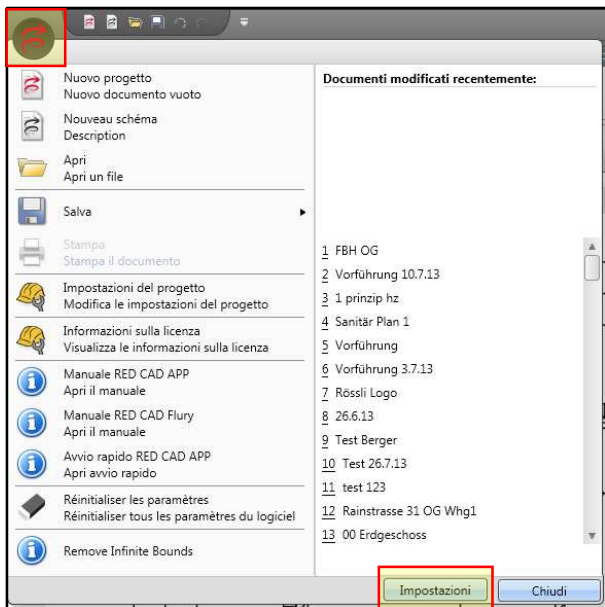 Nuovo progetto
Nuovo documento vuoto
Nouveau schéma
Description
Apri
Apri un file
Salva
Stampa
Stampa il documento
Impostazioni del progetto
Modifica le impostazioni del progetto
Informazioni sulla licenza
Visualizza le informazioni sulla licenza
Manuale RED CAD APP
Apri il manuale
Manuale RED CAD Flury
Apri il manuale
Avvio rapido RED CAD APP
Apri avvio rapido
Réinitialiser les paramètres
Réinitialiser tous les paramètres du logiciel
Remove Infinite Bounds
Documenti modificati recentemente:
1 FBH OG
2 Vorführung 10.7.13
3 1 prinzip hz
4 Sanitär Plan 1
5 Vorführung
6 Vorführung 3.7.13
7 Rössli Logo
8 26.6.13
9 Test Berger
10 Test 26.7.13
11 test 123
12 Rainstrasse 31 OG Whg1
13 00 Erdgeschoss
Impostazioni
Chiudi